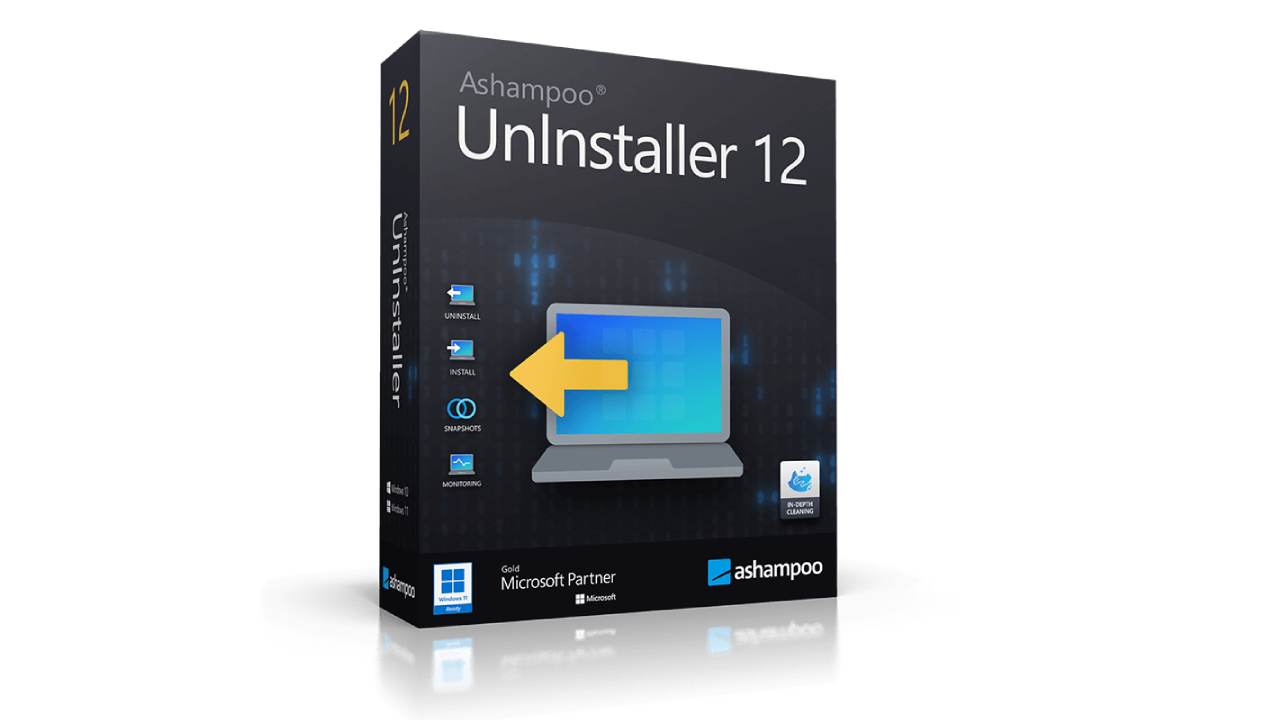 Ashampoo®
UnInstaller 12
UNINSTALL
INSTALL
SNAPSHOTS
MONITORING
IN-DEPTH
CLEANING
Windows 11
Ready
Gold
Microsoft Partner
Microsoft
ashampoo
12
Ashampoo®
UnInstaller
Windows 10
Windows 11
ashampoo